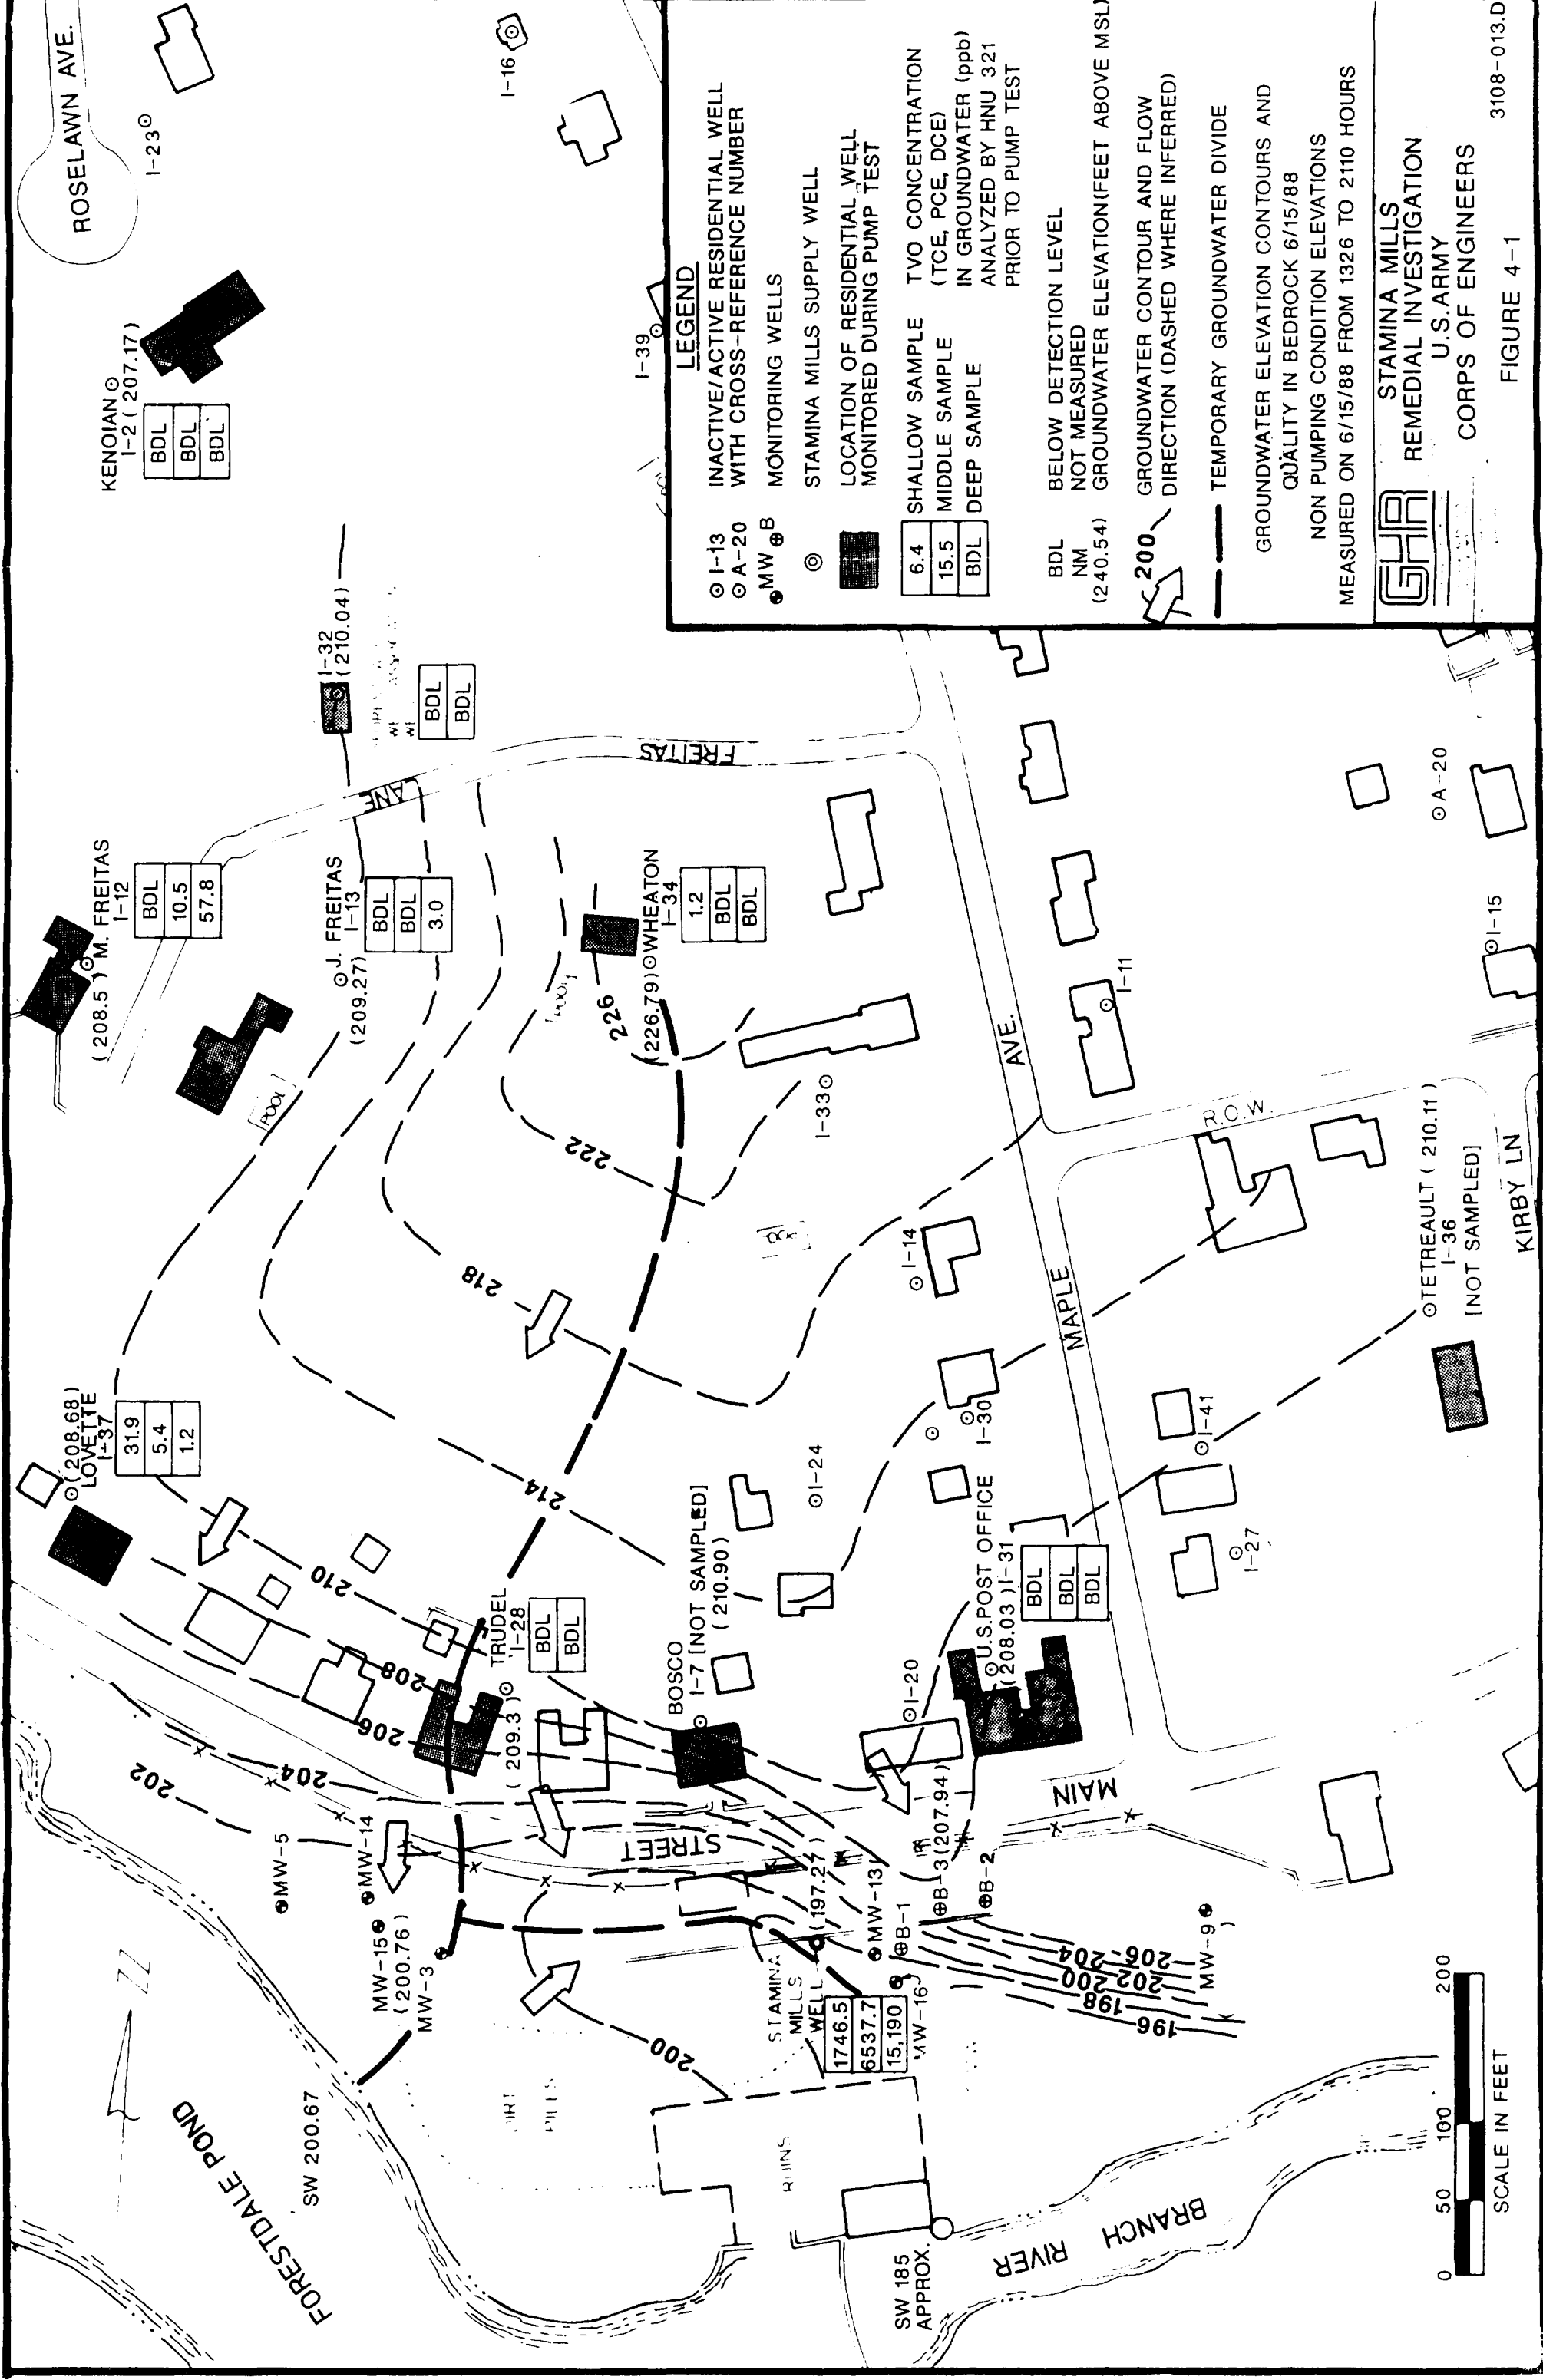 ROSELAWN AVE.
I-23
I-16
KENOIAN
I-2 (207.17)
BDL
BDL
BDL
I-39
I-32
(210.04)
BDL
BDL
FREITAS
LANE
(208.5) M. FREITAS
I-12
BDL
10.5
57.8
J. FREITAS
I-13
(209.27)
BDL
BDL
3.0
POOL
POOL
226
(226.79) WHEATON
I-34
1.2
BDL
BDL
222
I-33
218
214
(208.68)
LOVETTE
I-37
31.9
5.4
1.2
210
208
206
204
202
TRUDEL
I-28
(209.3)
BDL
BDL
BOSCO
I-7 [NOT SAMPLED]
(210.90)
I-24
I-14
I-30
I-20
U.S. POST OFFICE
(208.03) I-31
BDL
BDL
BDL
MAPLE
AVE.
I-11
R.O.W.
A-20
I-15
TETREAULT (210.11)
I-36
[NOT SAMPLED]
KIRBY LN
I-41
I-27
MAIN
STREET
MW-5
MW-14
MW-15
(200.76)
MW-3
STAMINA
MILLS
WELL
(197.27)
1746.5
6537.7
15,190
MW-13
B-1
B-3 (207.94)
B-2
MW-16
MW-9
206-204
202-200
198
196
200
FORESTDALE POND
SW 200.67
DIRT
PILES
RUINS
SW 185
APPROX.
BRANCH
RIVER
0 50 100 200
SCALE IN FEET
LEGEND
I-13 INACTIVE/ACTIVE RESIDENTIAL WELL
A-20 WITH CROSS-REFERENCE NUMBER
MW B MONITORING WELLS
STAMINA MILLS SUPPLY WELL
LOCATION OF RESIDENTIAL WELL
MONITORED DURING PUMP TEST
6.4 SHALLOW SAMPLE
15.5 MIDDLE SAMPLE
BDL DEEP SAMPLE
TVO CONCENTRATION
(TCE, PCE, DCE)
IN GROUNDWATER (ppb)
ANALYZED BY HNU 321
PRIOR TO PUMP TEST
BDL BELOW DETECTION LEVEL
NM NOT MEASURED
(240.54) GROUNDWATER ELEVATION(FEET ABOVE MSL)
200 GROUNDWATER CONTOUR AND FLOW
DIRECTION (DASHED WHERE INFERRED)
TEMPORARY GROUNDWATER DIVIDE
GROUNDWATER ELEVATION CONTOURS AND
QUALITY IN BEDROCK 6/15/88
NON PUMPING CONDITION ELEVATIONS
MEASURED ON 6/15/88 FROM 1326 TO 2110 HOURS
GHR
STAMINA MILLS
REMEDIAL INVESTIGATION
U.S. ARMY
CORPS OF ENGINEERS
FIGURE 4-1
3108-013.D